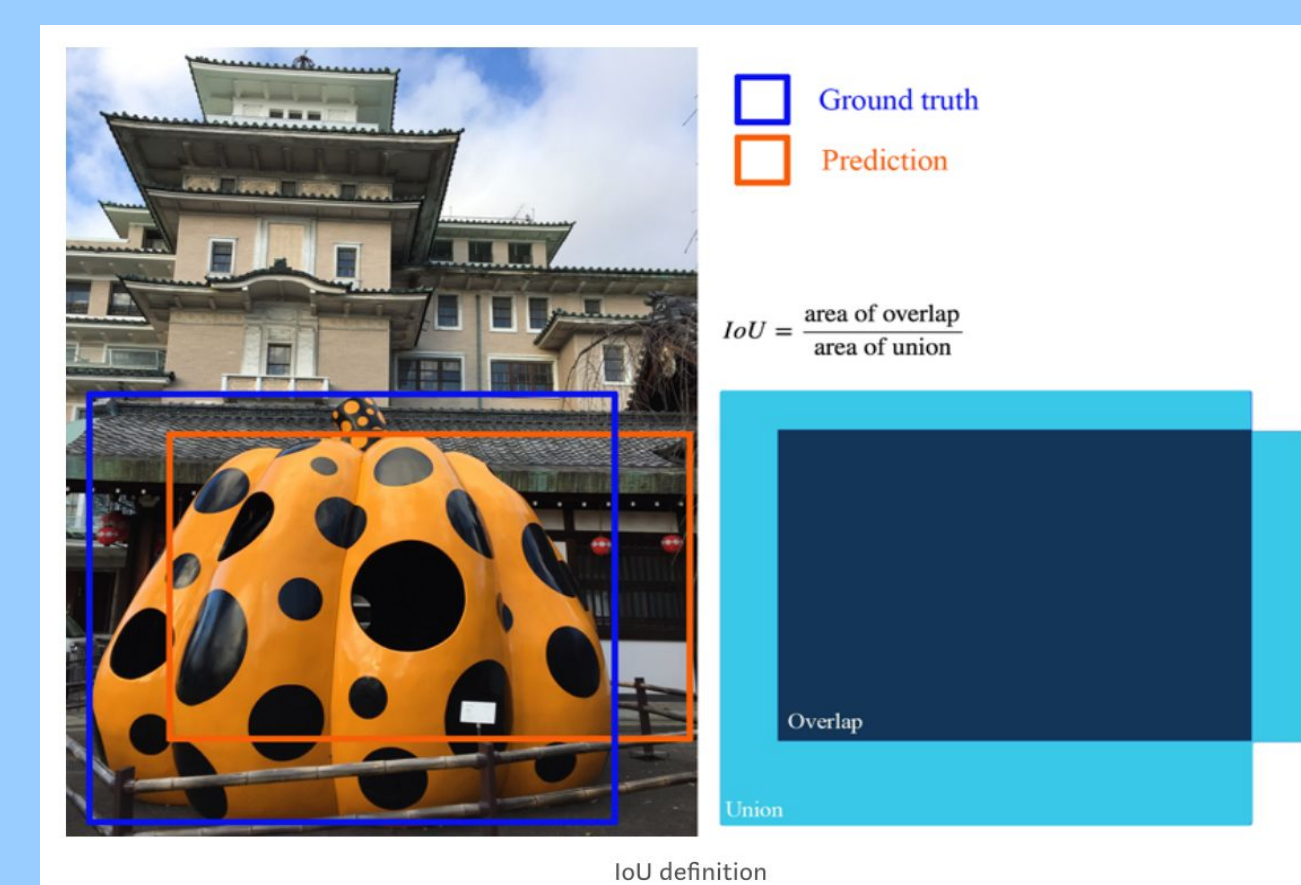 Ground truth
Prediction
IoU = area of overlap
area of union
Overlap
Union
IoU definition